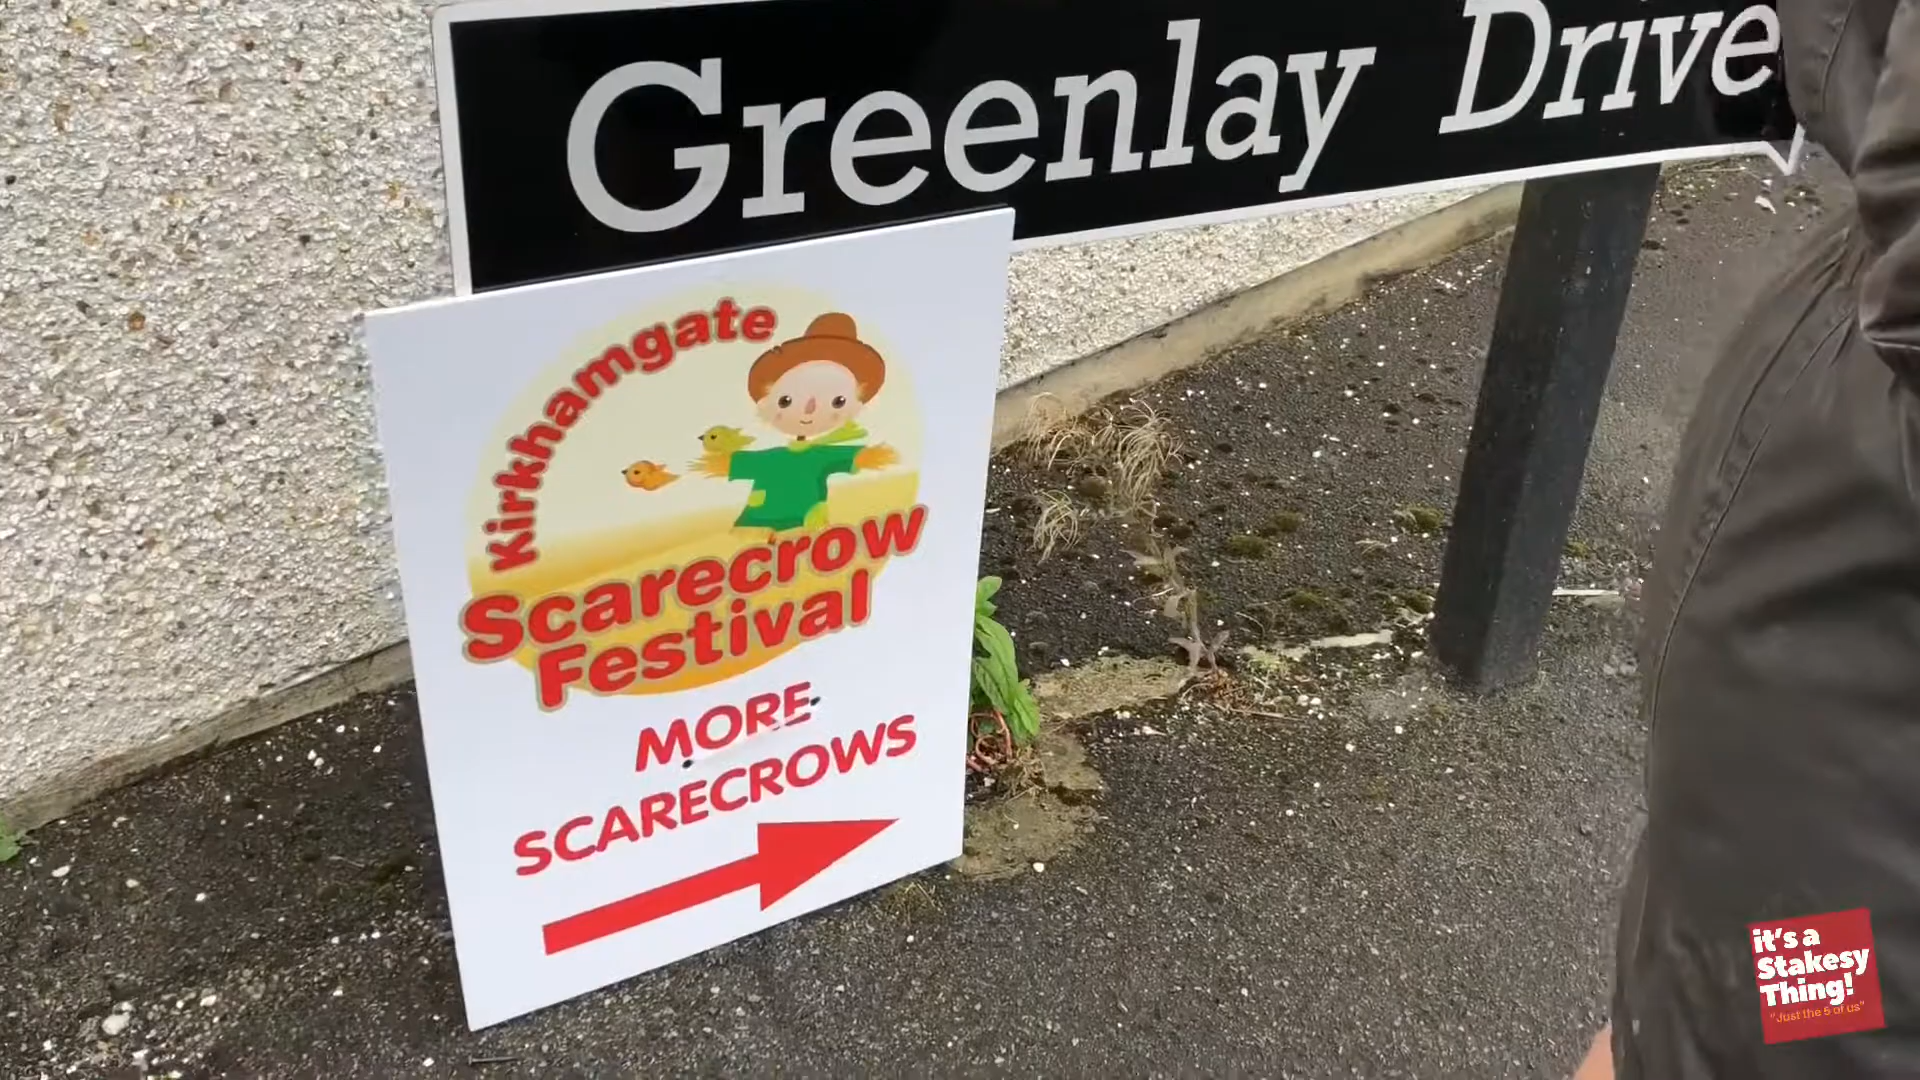 Greenlay Drive
Kirkhamgate
Scarecrow
Festival
MORE
SCARECROWS
it's a
Stakesy
Thing!
"Just the 5 of us"